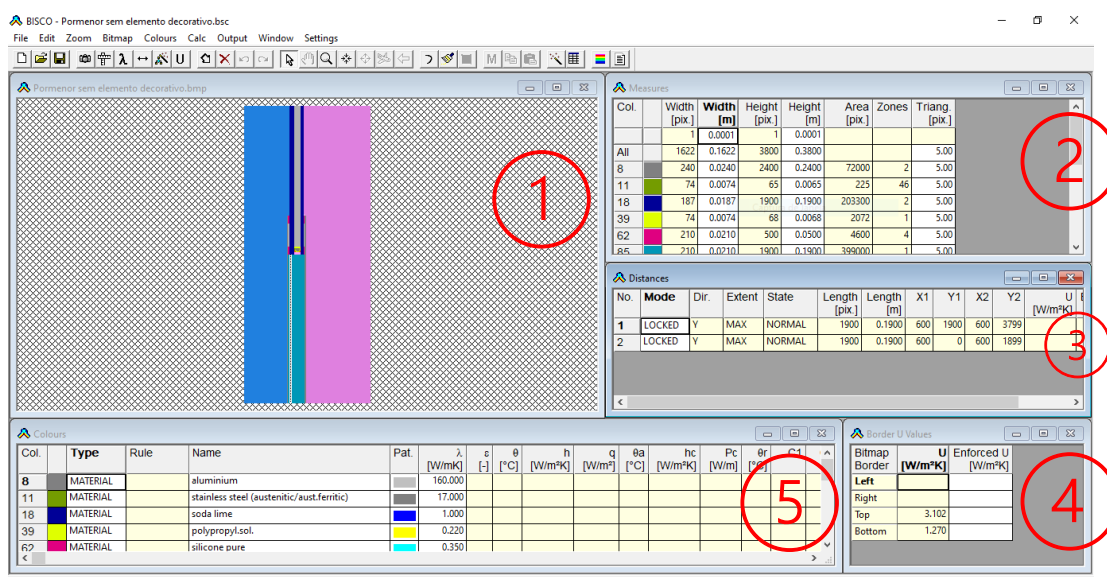 BISCO - Pormenor sem elemento decorativo.bsc
File Edit Zoom Bitmap Colours Calc Output Window Settings
λ U M
Pormenor sem elemento decorativo.bmp
1
Measures
Col. Width [pix.] Width [m] Height [pix.] Height [m] Area [pix.] Zones Triang. [pix.]
1 0.0001 1 0.0001
All 1622 0.1622 3800 0.3800 5.00
8 240 0.0240 2400 0.2400 72000 2 5.00
11 74 0.0074 65 0.0065 225 46 5.00
18 187 0.0187 1900 0.1900 203300 2 5.00
39 74 0.0074 68 0.0068 2072 1 5.00
62 210 0.0210 500 0.0500 4600 4 5.00
85 210 0.0210 1900 0.1900 399000 1 5.00
2
Distances
No. Mode Dir. Extent State Length [pix.] Length [m] X1 Y1 X2 Y2 U [W/m²K]
1 LOCKED Y MAX NORMAL 1900 0.1900 600 1900 600 3799
2 LOCKED Y MAX NORMAL 1900 0.1900 600 0 600 1899
3
Colours
Col. Type Rule Name Pat. λ [W/mK] ε [-] θ [°C] h [W/m²K] q [W/m²] θa [°C] hc [W/m²K] Pc [W/m] θr [°C] C1
8 MATERIAL aluminium 160.000
11 MATERIAL stainless steel (austenitic/aust.ferritic) 17.000
18 MATERIAL soda lime 1.000
39 MATERIAL polypropyl.sol. 0.220
62 MATERIAL silicone pure 0.350
5
Border U Values
Bitmap Border U [W/m²K] Enforced U [W/m²K]
Left
Right
Top 3.102
Bottom 1.270
4